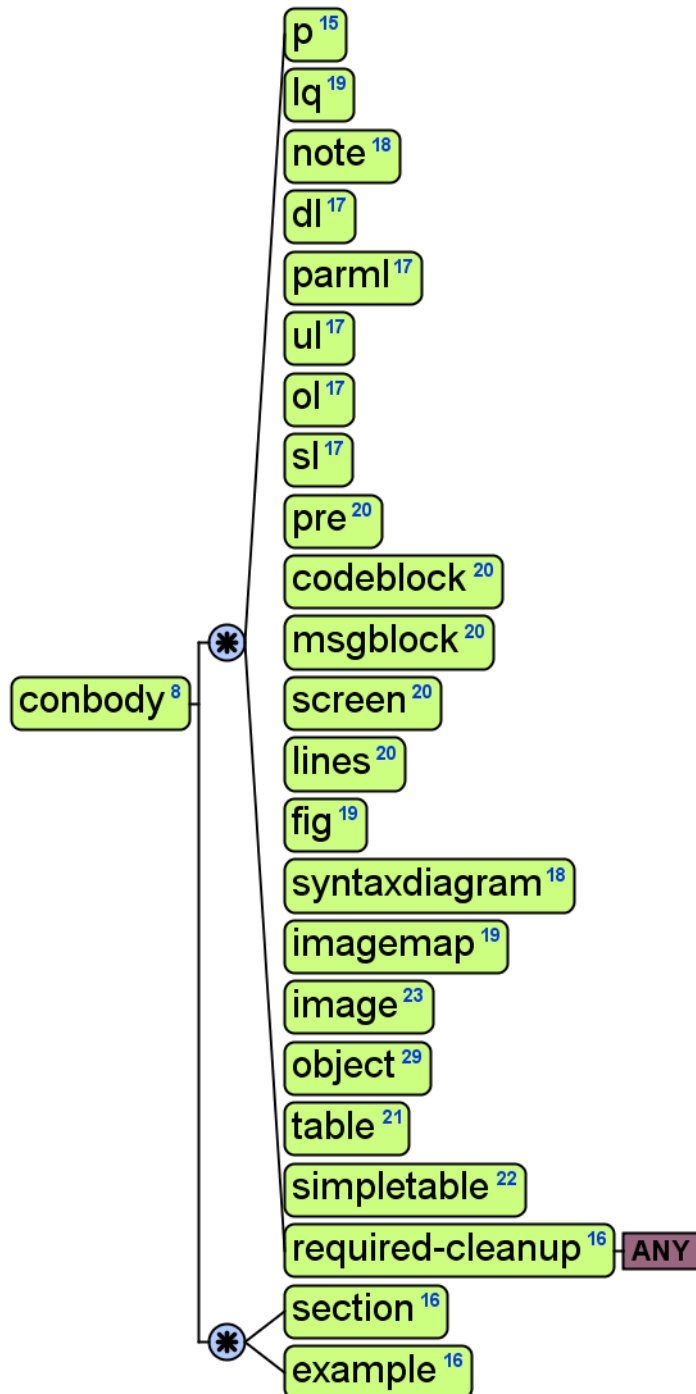 p 15
lq 19
note 18
dl 17
parml 17
ul 17
ol 17
sl 17
pre 20
codeblock 20
msgblock 20
conbody 8
screen 20
lines 20
fig 19
syntaxdiagram 18
imagemap 19
image 23
object 29
table 21
simpletable 22
required-cleanup 16 ANY
section 16
example 16